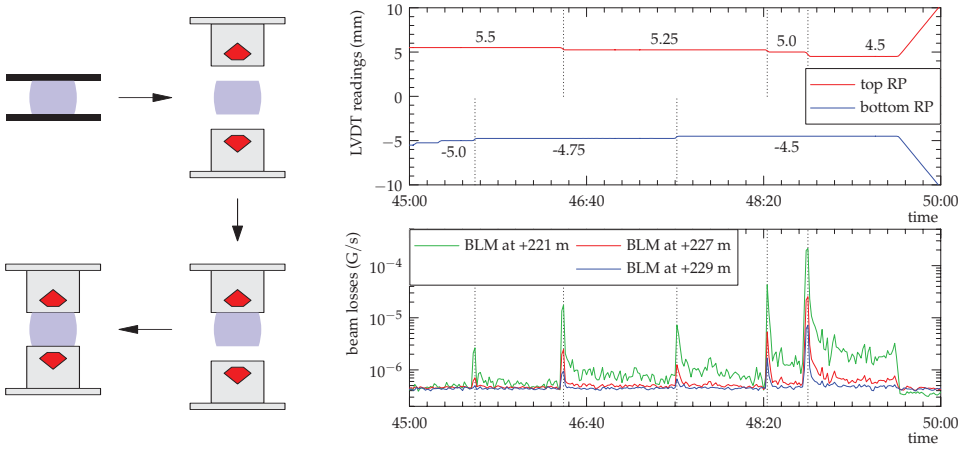 10
5
0
−5
−10
LVDT readings (mm)
5.5
5.25
5.0
4.5
top RP
bottom RP
-5.0
-4.75
-4.5
45:00
46:40
48:20
50:00
time
beam losses (G/s)
10⁻⁴
10⁻⁵
10⁻⁶
BLM at +221 m
BLM at +227 m
BLM at +229 m
45:00
46:40
48:20
50:00
time